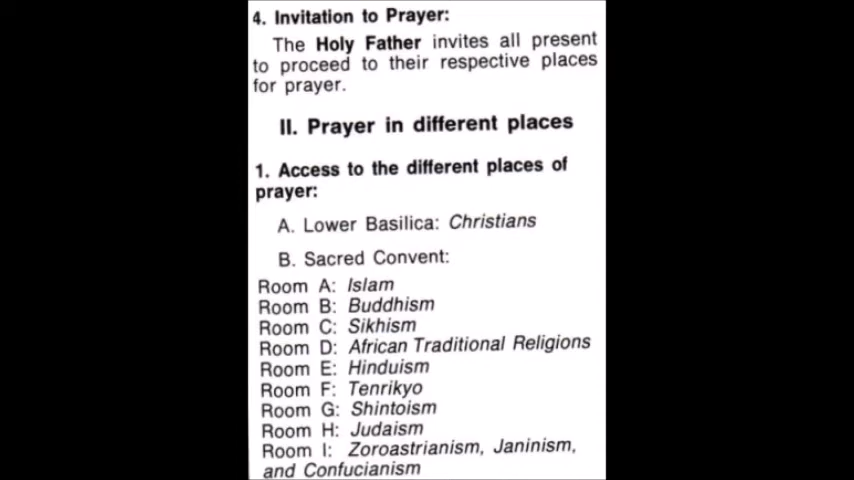 4. Invitation to Prayer:
The Holy Father invites all present
to proceed to their respective places
for prayer.
II. Prayer in different places
1. Access to the different places of
prayer:
A. Lower Basilica: Christians
B. Sacred Convent:
Room A: Islam
Room B: Buddhism
Room C: Sikhism
Room D: African Traditional Religions
Room E: Hinduism
Room F: Tenrikyo
Room G: Shintoism
Room H: Judaism
Room I: Zoroastrianism, Janinism,
and Confucianism